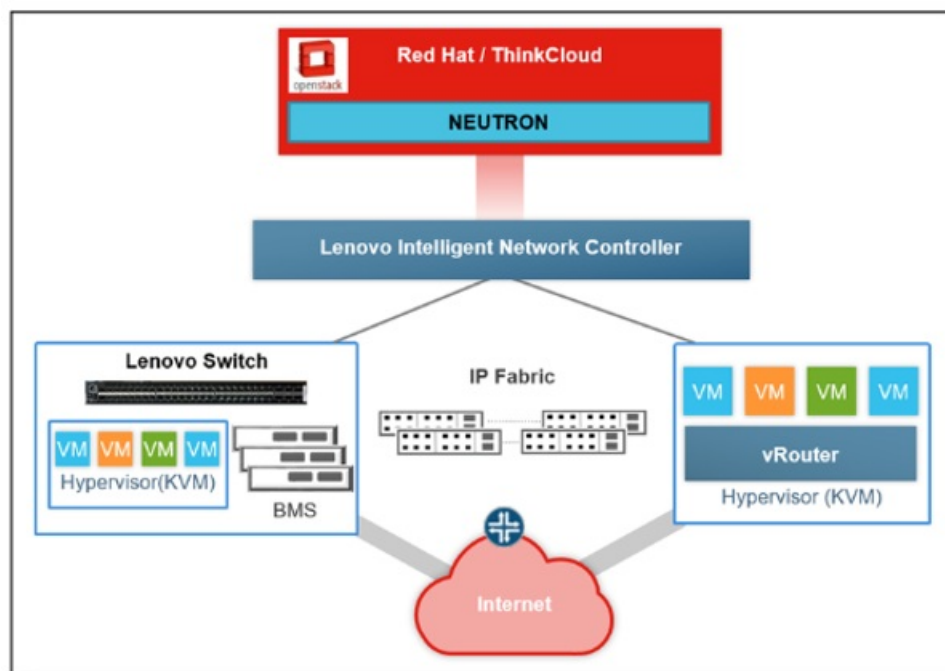 Red Hat / ThinkCloud
openstack
NEUTRON
Lenovo Intelligent Network Controller
Lenovo Switch
VM VM VM VM
Hypervisor(KVM)
BMS
IP Fabric
VM VM VM VM
vRouter
Hypervisor (KVM)
Internet